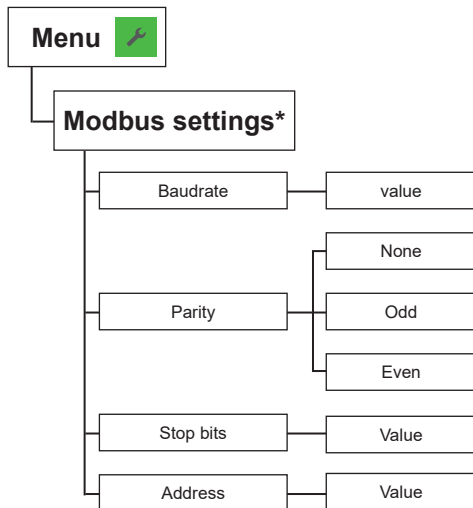 Menu
Modbus settings*
Baudrate
value
None
Parity
Odd
Even
Stop bits
Value
Address
Value